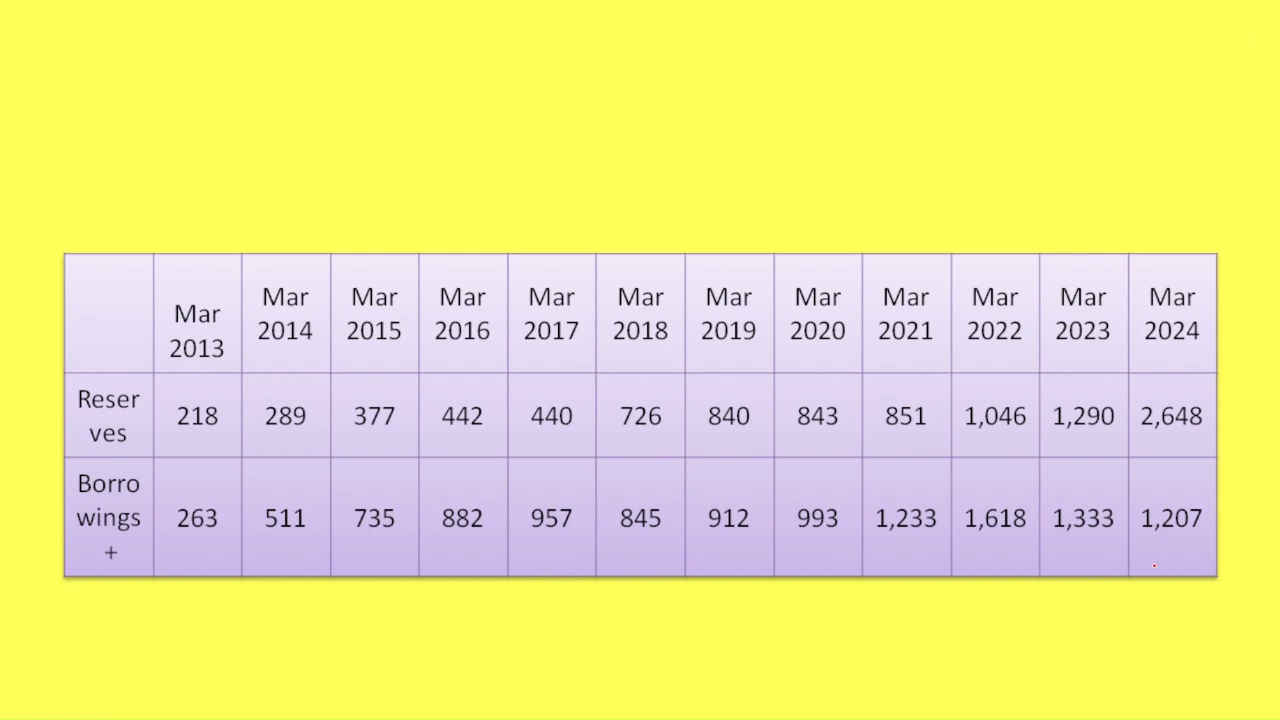 Mar 2013 Mar 2014 Mar 2015 Mar 2016 Mar 2017 Mar 2018 Mar 2019 Mar 2020 Mar 2021 Mar 2022 Mar 2023 Mar 2024
Reser
ves 218 289 377 442 440 726 840 843 851 1,046 1,290 2,648
Borro
wings
+ 263 511 735 882 957 845 912 993 1,233 1,618 1,333 1,207